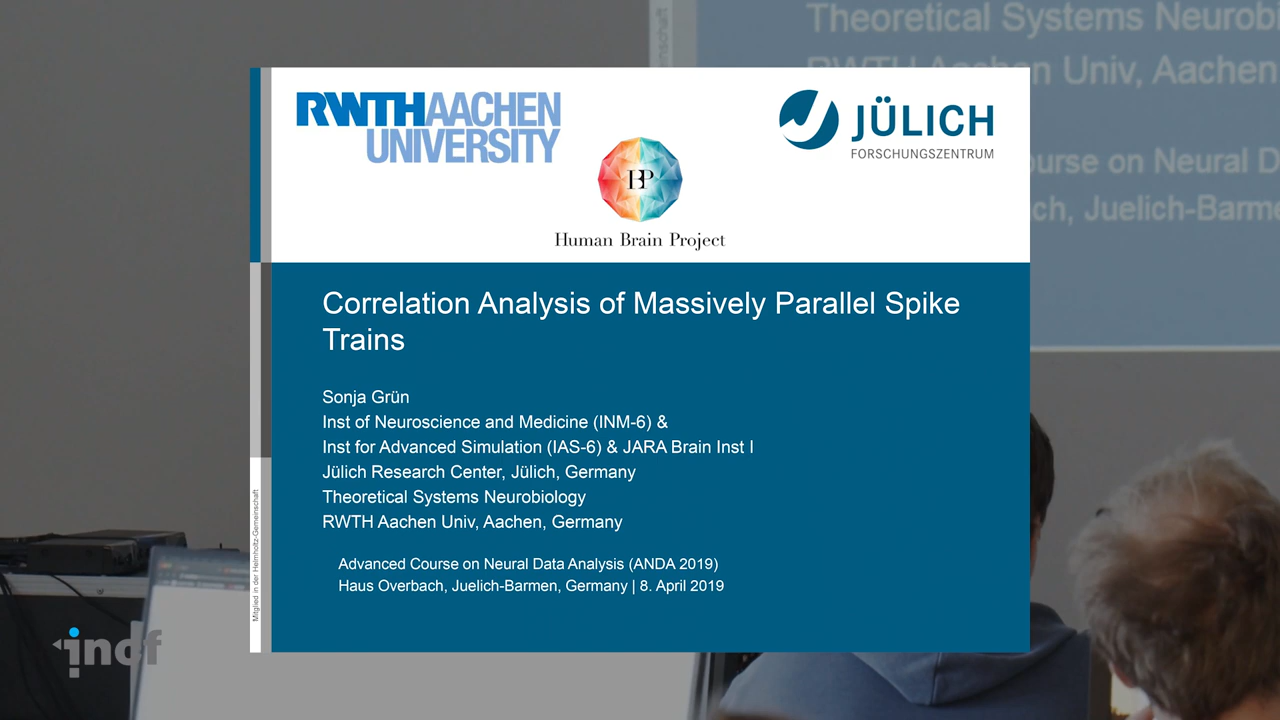 Theoretical Systems Neurobi
RWTH Aachen Univ, Aachen
urse on Neural D
ch, Juelich-Barm
RWTH AACHEN
UNIVERSITY
JÜLICH
FORSCHUNGSZENTRUM
Human Brain Project
Correlation Analysis of Massively Parallel Spike
Trains
Sonja Grün
Inst of Neuroscience and Medicine (INM-6) &
Inst for Advanced Simulation (IAS-6) & JARA Brain Inst I
Jülich Research Center, Jülich, Germany
Theoretical Systems Neurobiology
RWTH Aachen Univ, Aachen, Germany
Advanced Course on Neural Data Analysis (ANDA 2019)
Haus Overbach, Juelich-Barmen, Germany | 8. April 2019
Mitglied in der Helmholtz-Gemeinschaft
incf